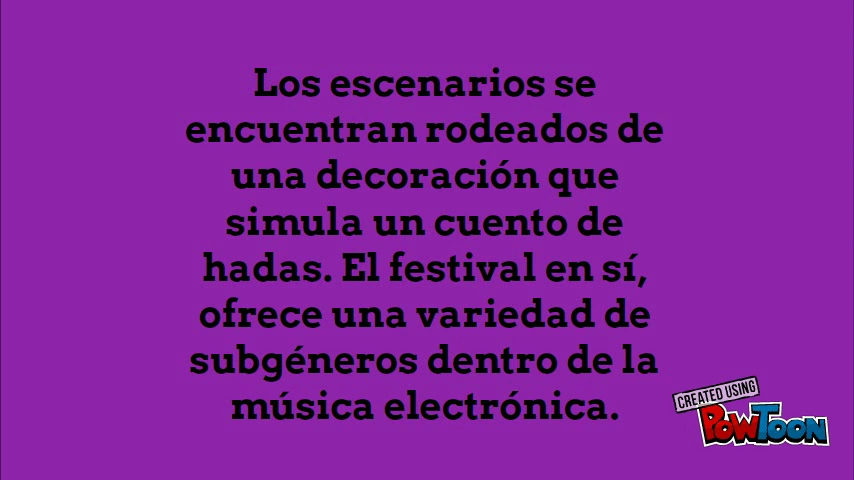 Los escenarios se
encuentran rodeados de
una decoración que
simula un cuento de
hadas. El festival en sí,
ofrece una variedad de
subgéneros dentro de la
música electrónica.
CREATED USING
POWTOON